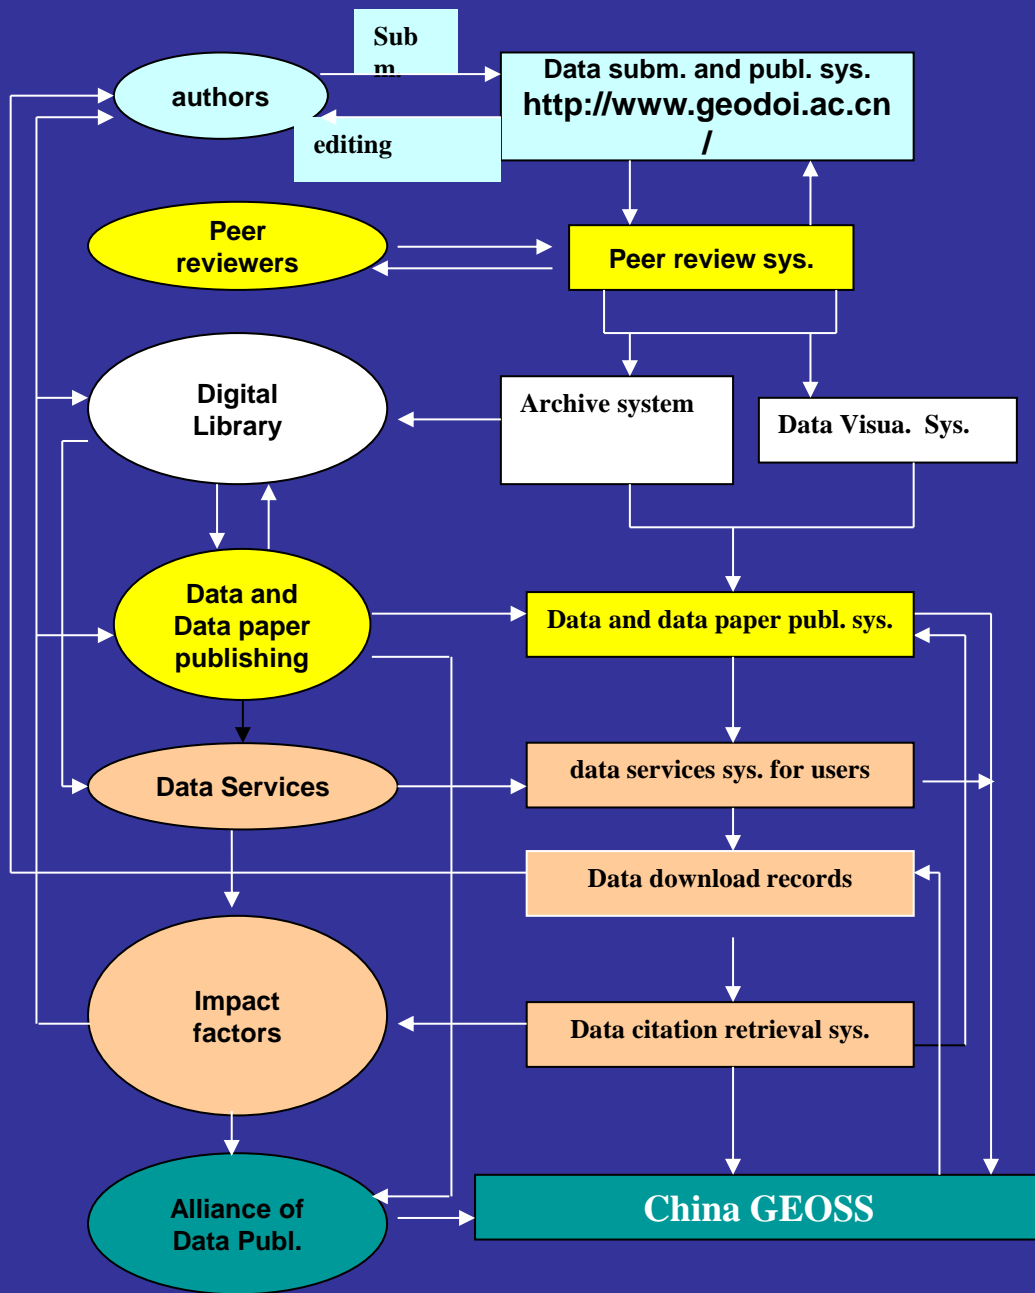 Sub
m.
authors
Data subm. and publ. sys.
http://www.geodoi.ac.cn
/
editing
Peer
reviewers
Peer review sys.
Digital
Library
Archive system
Data Visua. Sys.
Data and
Data paper
publishing
Data and data paper publ. sys.
Data Services
data services sys. for users
Data download records
Impact
factors
Data citation retrieval sys.
Alliance of
Data Publ.
China GEOSS